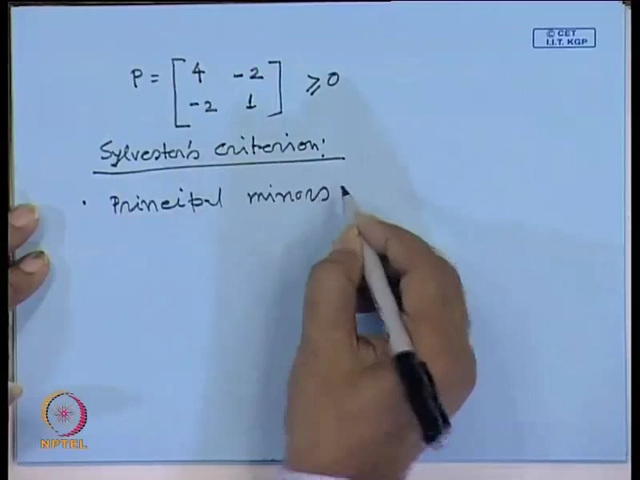 © CET
I.I.T. KGP
P = [ 4 -2
-2 1 ] ≥ 0
Sylvester's criterion:
· Principal minors
NPTEL